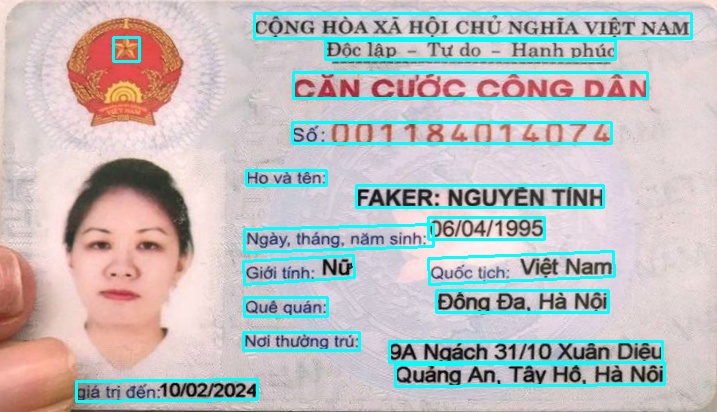 CỘNG HÒA XÃ HỘI CHỦ NGHĨA VIỆT NAM
Độc lập - Tự do - Hạnh phúc
CĂN CƯỚC CÔNG DÂN
Số: 001184014074
Họ và tên:
FAKER: NGUYỄN TÍNH
Ngày, tháng, năm sinh: 06/04/1995
Giới tính: Nữ Quốc tịch: Việt Nam
Quê quán: Đống Đa, Hà Nội
Nơi thường trú: 9A Ngách 31/10 Xuân Diệu
Quảng An, Tây Hồ, Hà Nội
giá trị đến: 10/02/2024